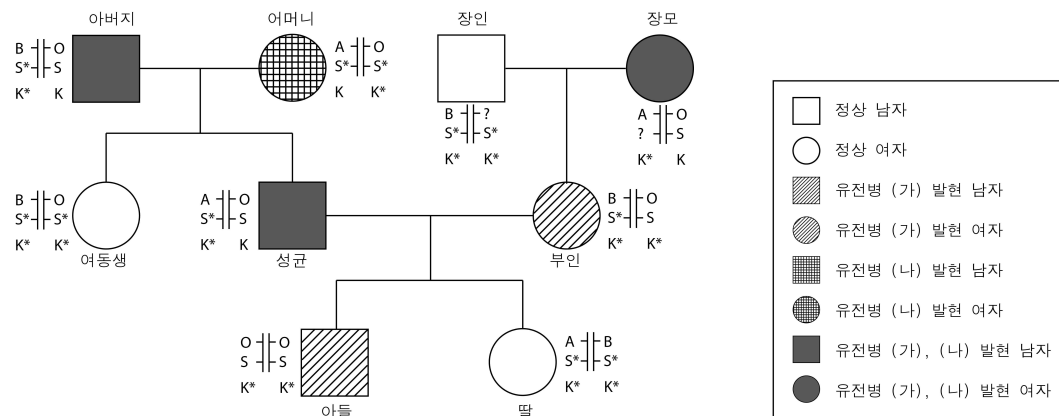 아버지
어머니
장인
장모
B O
S* S
K* K
A O
S* S*
K K*
B ?
S* S*
K* K*
A O
? S
K* K
B O
S* S*
K* K*
A O
S* S
K* K
B O
S* S
K* K*
여동생
성균
부인
O O
S S
K* K*
A B
S* S*
K* K*
아들
딸
정상 남자
정상 여자
유전병 (가) 발현 남자
유전병 (가) 발현 여자
유전병 (나) 발현 남자
유전병 (나) 발현 여자
유전병 (가), (나) 발현 남자
유전병 (가), (나) 발현 여자